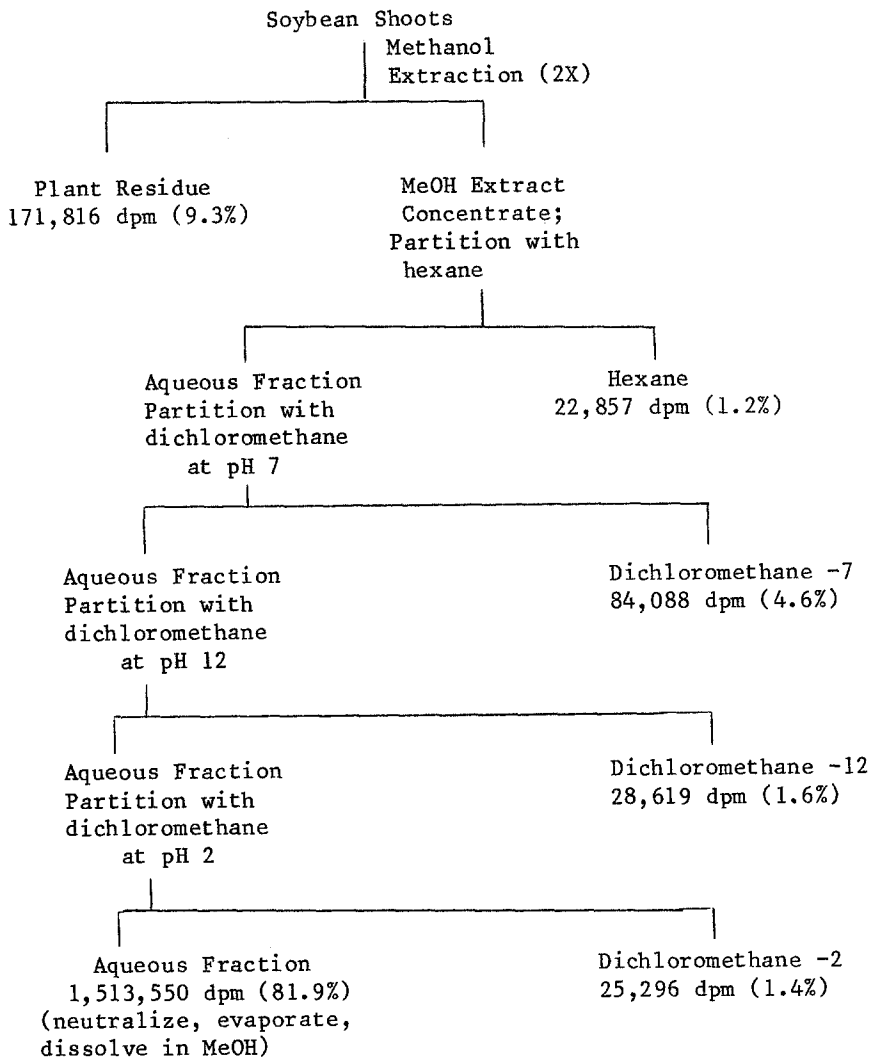 Soybean Shoots
Methanol
Extraction (2X)
Plant Residue
171,816 dpm (9.3%)
MeOH Extract
Concentrate;
Partition with
hexane
Aqueous Fraction
Partition with
dichloromethane
at pH 7
Hexane
22,857 dpm (1.2%)
Aqueous Fraction
Partition with
dichloromethane
at pH 12
Dichloromethane -7
84,088 dpm (4.6%)
Aqueous Fraction
Partition with
dichloromethane
at pH 2
Dichloromethane -12
28,619 dpm (1.6%)
Aqueous Fraction
1,513,550 dpm (81.9%)
(neutralize, evaporate,
dissolve in MeOH)
Dichloromethane -2
25,296 dpm (1.4%)